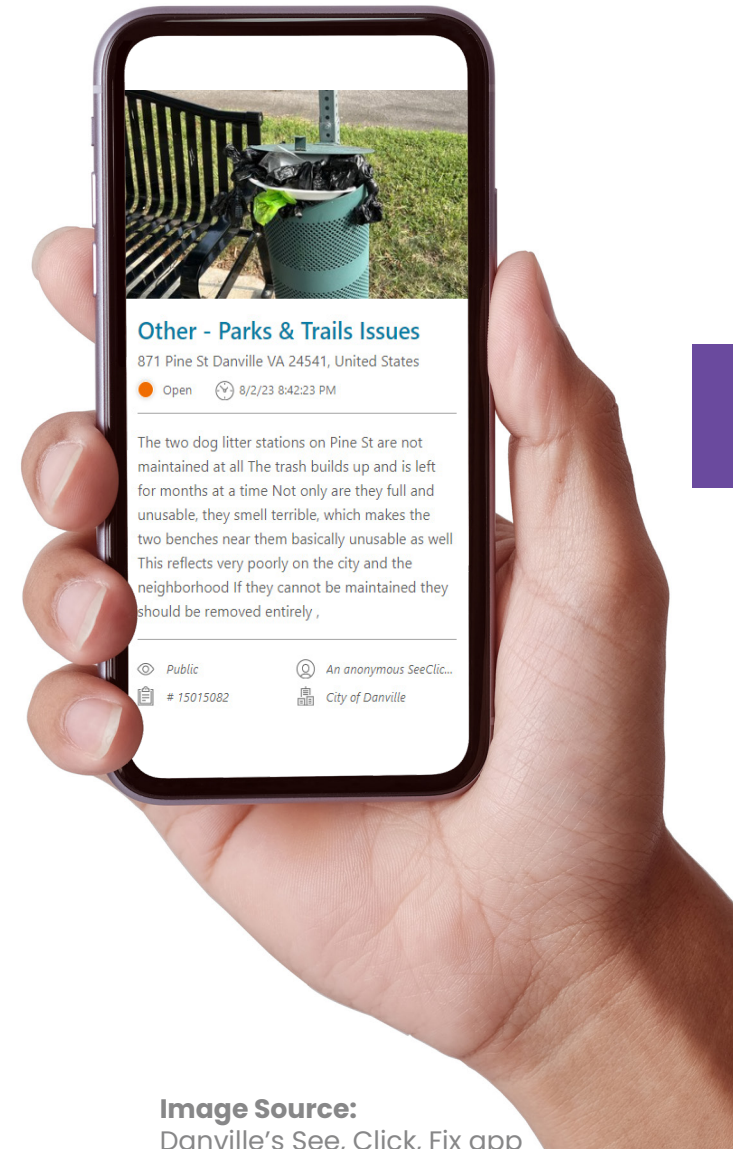 Other - Parks & Trails Issues
871 Pine St Danville VA 24541, United States
Open 8/2/23 8:42:23 PM
The two dog litter stations on Pine St are not
maintained at all The trash builds up and is left
for months at a time Not only are they full and
unusable, they smell terrible, which makes the
two benches near them basically unusable as well
This reflects very poorly on the city and the
neighborhood If they cannot be maintained they
should be removed entirely ,
Public An anonymous SeeClic...
# 15015082 City of Danville
Image Source:
Danville's See, Click, Fix app